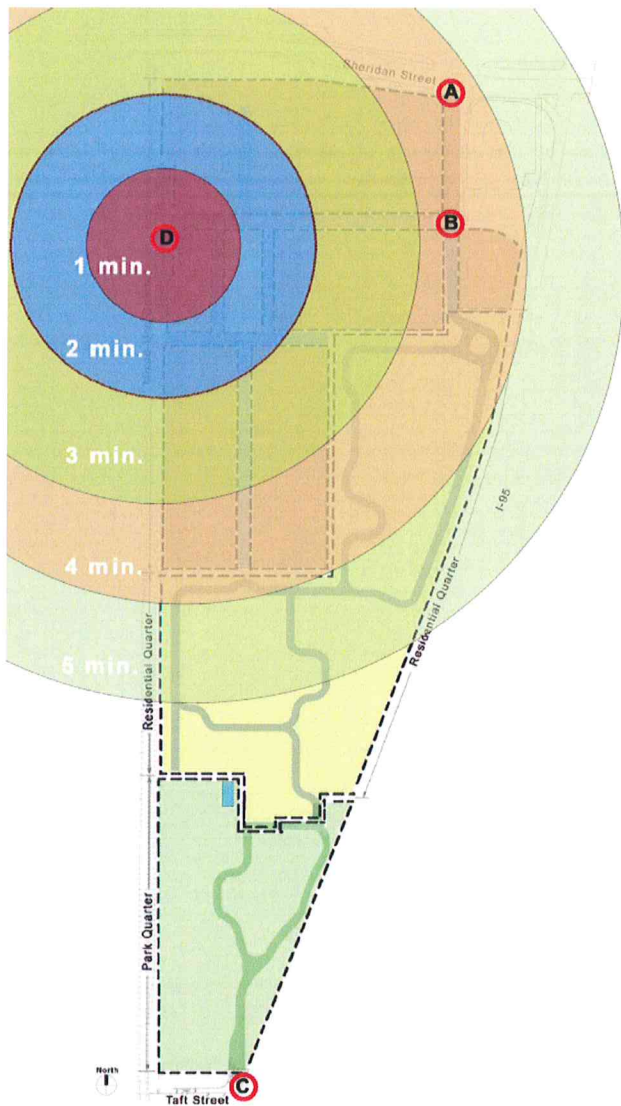 Sheridan Street
A
B
D
1 min.
2 min.
3 min.
I-95
4 min.
Residential Quarter
5 min.
Residential Quarter
Park Quarter
North
C
Taft Street